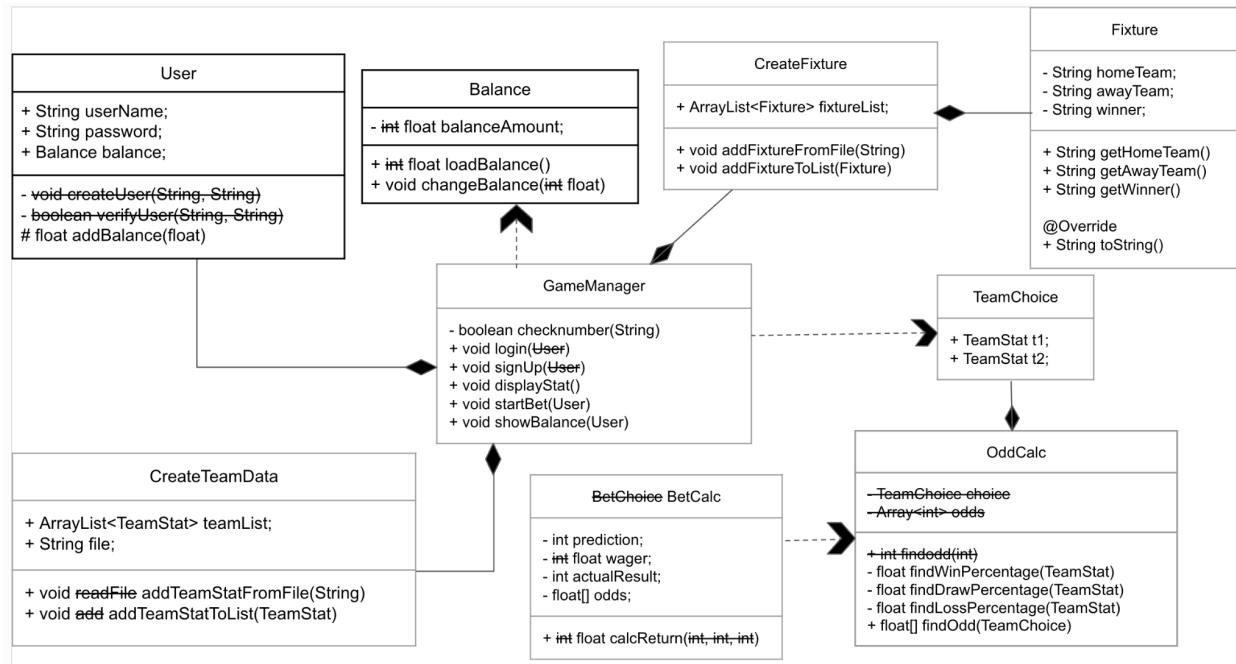 User
+ String userName;
+ String password;
+ Balance balance;
- void createUser(String, String)
- boolean verifyUser(String, String)
# float addBalance(float)
Balance
- int float balanceAmount;
+ int float loadBalance()
+ void changeBalance(int float)
CreateFixture
+ ArrayList<Fixture> fixtureList;
+ void addFixtureFromFile(String)
+ void addFixtureToList(Fixture)
Fixture
- String homeTeam;
- String awayTeam;
- String winner;
+ String getHomeTeam()
+ String getAwayTeam()
+ String getWinner()
@Override
+ String toString()
GameManager
- boolean checknumber(String)
+ void login(User)
+ void signUp(User)
+ void displayStat()
+ void startBet(User)
+ void showBalance(User)
TeamChoice
+ TeamStat t1;
+ TeamStat t2;
CreateTeamData
+ ArrayList<TeamStat> teamList;
+ String file;
+ void readFile addTeamStatFromFile(String)
+ void add addTeamStatToList(TeamStat)
BetChoice BetCalc
- int prediction;
- int float wager;
- int actualResult;
- float[] odds;
+ int float calcReturn(int, int, int)
OddCalc
- TeamChoice choice
- Array<int> odds
+ int findodd(int)
- float findWinPercentage(TeamStat)
- float findDrawPercentage(TeamStat)
- float findLossPercentage(TeamStat)
+ float[] findOdd(TeamChoice)